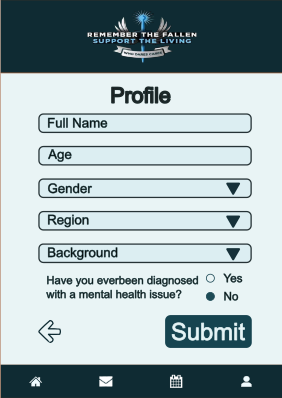 REMEMBER THE FALLEN
SUPPORT THE LIVING
Profile
Full Name
Age
Gender
Region
Background
Have you everbeen diagnosed
with a mental health issue?
Yes
No
Submit